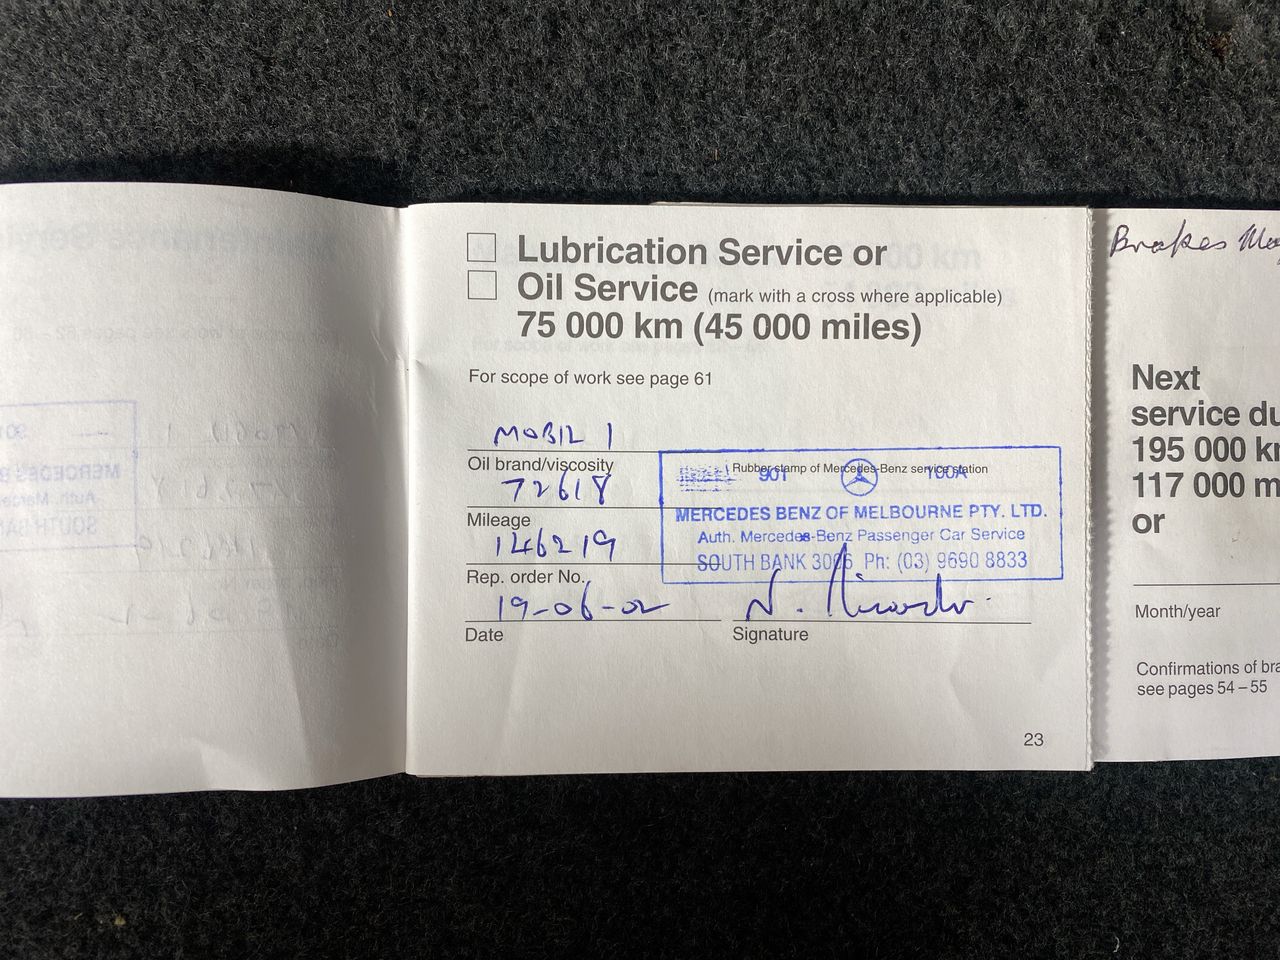 Lubrication Service or
Oil Service (mark with a cross where applicable)
75 000 km (45 000 miles)
For scope of work see page 61
MOBIL 1
Oil brand/viscosity
72618
Mileage
146219
Rep. order No.
19-06-02
Date
Rubber stamp of Mercedes-Benz service station
901
MERCEDES BENZ OF MELBOURNE PTY. LTD.
Auth. Mercedes-Benz Passenger Car Service
SOUTH BANK 3006 Ph: (03) 9690 8833
Signature
23
Brakes
Next
service du
195 000 k
117 000 m
or
Month/year
Confirmations of bra
see pages 54 – 55